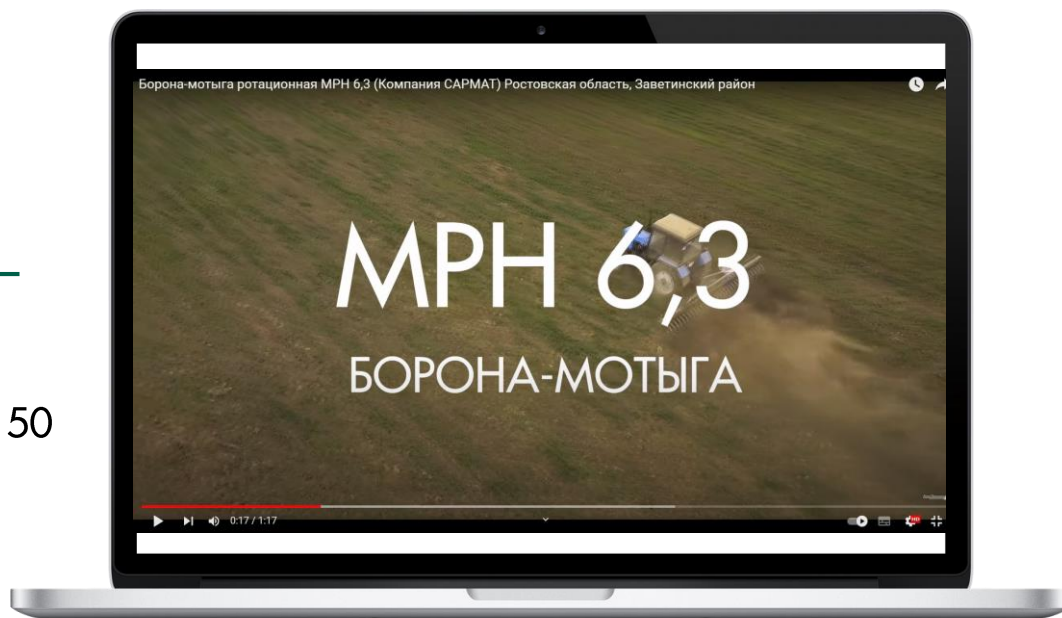 Борона-мотыга ротационная МРН 6,3 (Компания САРМАТ) Ростовская область, Заветинский район
МРН 6,3
БОРОНА-МОТЫГА
50
0:17 / 1:17
HD